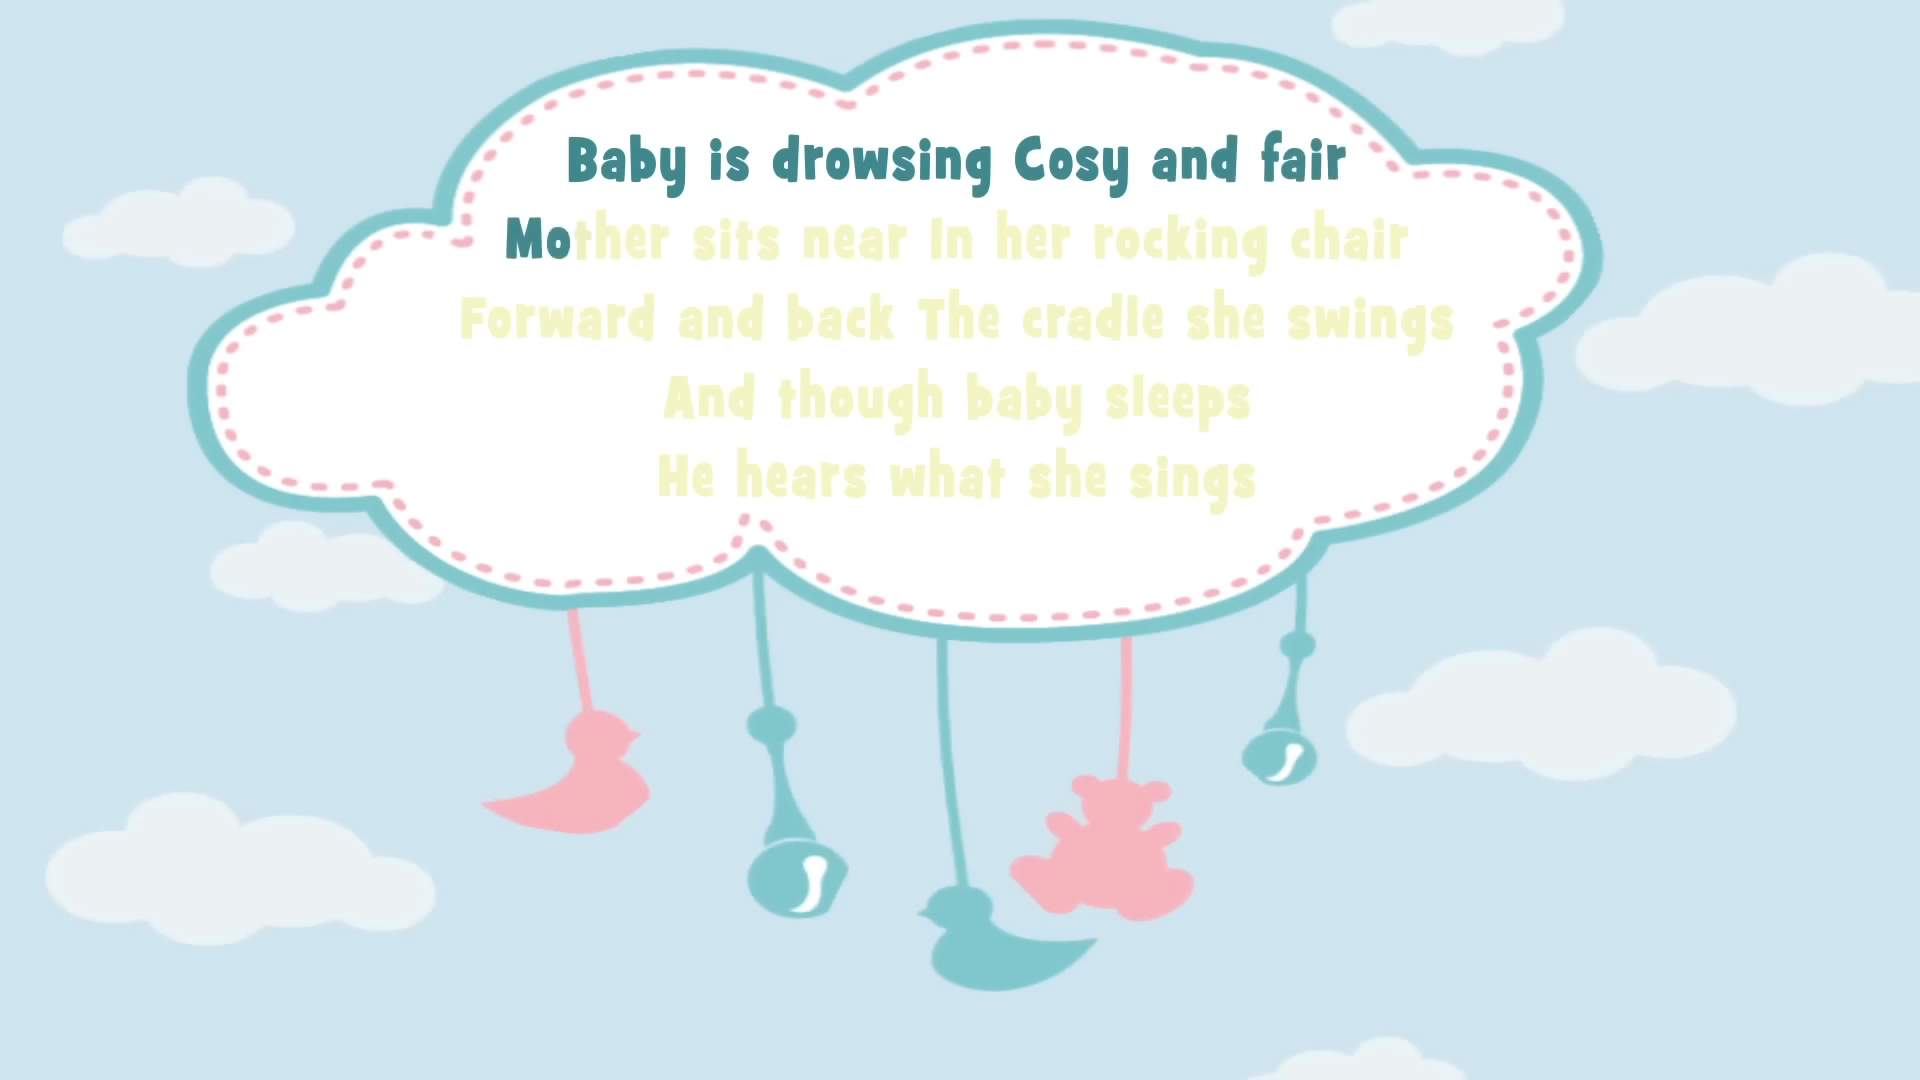 Baby is drowsing Cosy and fair
Mother sits near In her rocking chair
Forward and back The cradle she swings
And though baby sleeps
He hears what she sings